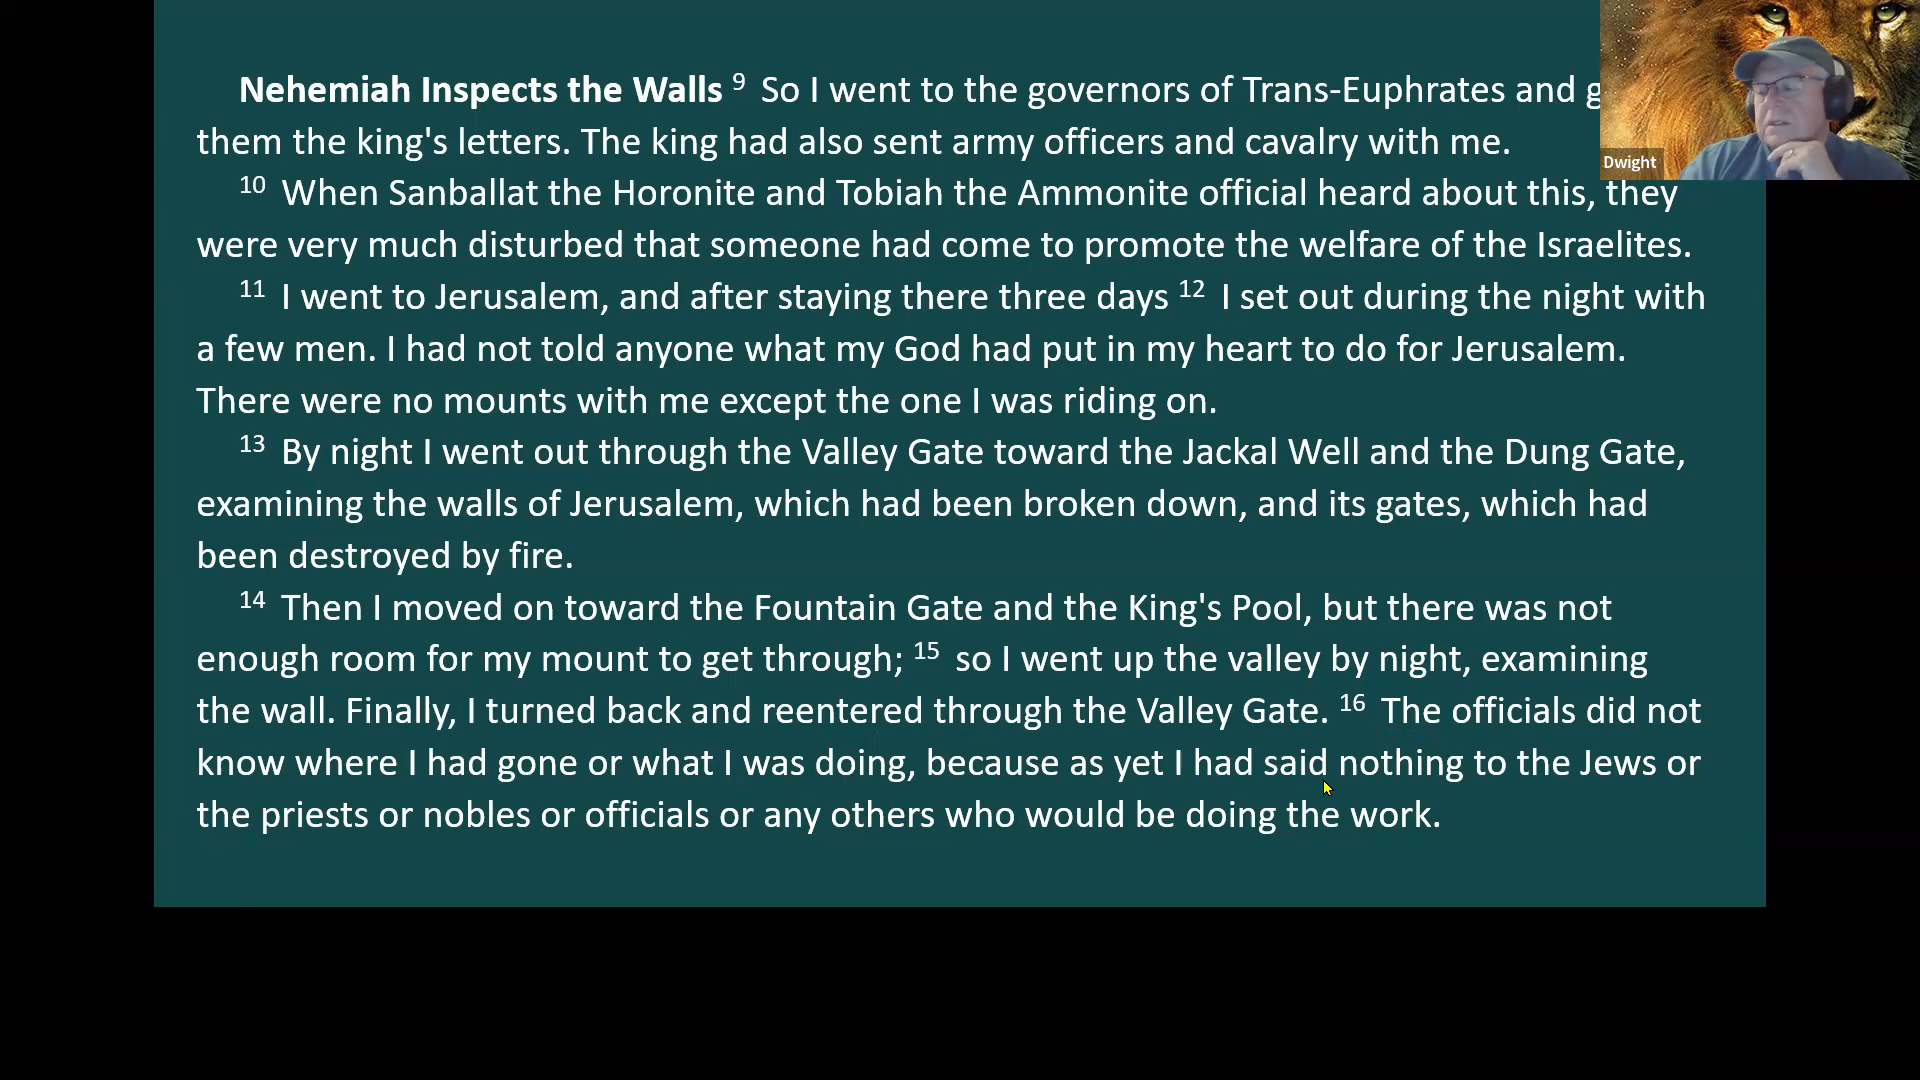 Nehemiah Inspects the Walls 9 So I went to the governors of Trans-Euphrates and
them the king's letters. The king had also sent army officers and cavalry with me.
10 When Sanballat the Horonite and Tobiah the Ammonite official heard about this, they
were very much disturbed that someone had come to promote the welfare of the Israelites.
11 I went to Jerusalem, and after staying there three days 12 I set out during the night with
a few men. I had not told anyone what my God had put in my heart to do for Jerusalem.
There were no mounts with me except the one I was riding on.
13 By night I went out through the Valley Gate toward the Jackal Well and the Dung Gate,
examining the walls of Jerusalem, which had been broken down, and its gates, which had
been destroyed by fire.
14 Then I moved on toward the Fountain Gate and the King's Pool, but there was not
enough room for my mount to get through; 15 so I went up the valley by night, examining
the wall. Finally, I turned back and reentered through the Valley Gate. 16 The officials did not
know where I had gone or what I was doing, because as yet I had said nothing to the Jews or
the priests or nobles or officials or any others who would be doing the work.
Dwight